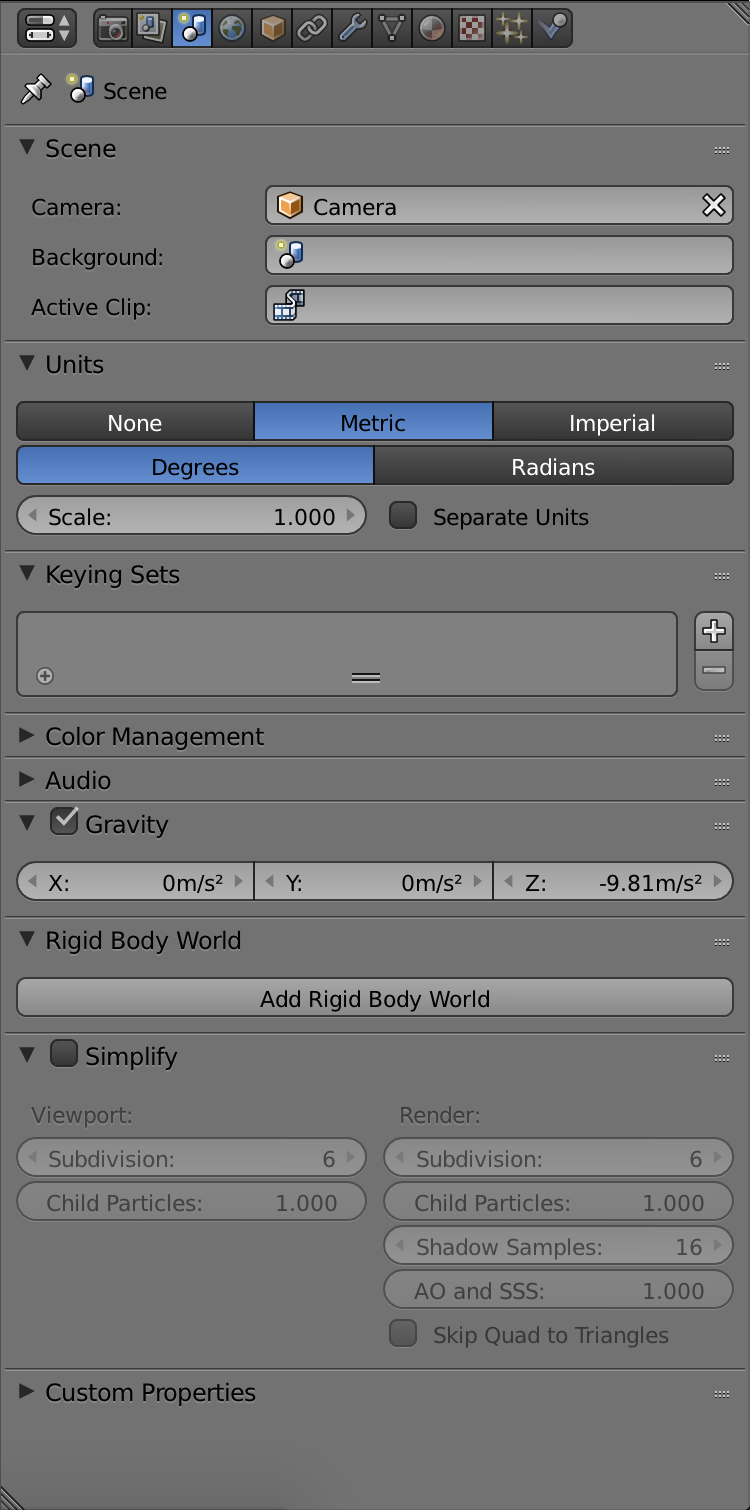 Scene
Scene
Camera: Camera
Background:
Active Clip:
Units
None Metric Imperial
Degrees Radians
Scale: 1.000 Separate Units
Keying Sets
Color Management
Audio
Gravity
X: 0m/s² Y: 0m/s² Z: -9.81m/s²
Rigid Body World
Add Rigid Body World
Simplify
Viewport: Render:
Subdivision: 6 Subdivision: 6
Child Particles: 1.000 Child Particles: 1.000
Shadow Samples: 16
AO and SSS: 1.000
Skip Quad to Triangles
Custom Properties